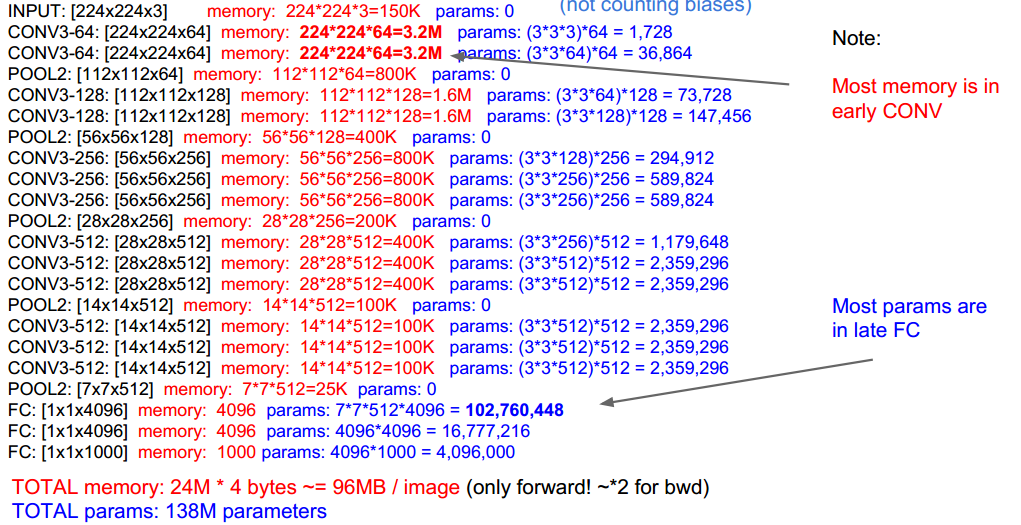 (not counting biases)
INPUT: [224x224x3] memory: 224*224*3=150K params: 0
CONV3-64: [224x224x64] memory: 224*224*64=3.2M params: (3*3*3)*64 = 1,728
CONV3-64: [224x224x64] memory: 224*224*64=3.2M params: (3*3*64)*64 = 36,864
POOL2: [112x112x64] memory: 112*112*64=800K params: 0
CONV3-128: [112x112x128] memory: 112*112*128=1.6M params: (3*3*64)*128 = 73,728
CONV3-128: [112x112x128] memory: 112*112*128=1.6M params: (3*3*128)*128 = 147,456
POOL2: [56x56x128] memory: 56*56*128=400K params: 0
CONV3-256: [56x56x256] memory: 56*56*256=800K params: (3*3*128)*256 = 294,912
CONV3-256: [56x56x256] memory: 56*56*256=800K params: (3*3*256)*256 = 589,824
CONV3-256: [56x56x256] memory: 56*56*256=800K params: (3*3*256)*256 = 589,824
POOL2: [28x28x256] memory: 28*28*256=200K params: 0
CONV3-512: [28x28x512] memory: 28*28*512=400K params: (3*3*256)*512 = 1,179,648
CONV3-512: [28x28x512] memory: 28*28*512=400K params: (3*3*512)*512 = 2,359,296
CONV3-512: [28x28x512] memory: 28*28*512=400K params: (3*3*512)*512 = 2,359,296
POOL2: [14x14x512] memory: 14*14*512=100K params: 0
CONV3-512: [14x14x512] memory: 14*14*512=100K params: (3*3*512)*512 = 2,359,296
CONV3-512: [14x14x512] memory: 14*14*512=100K params: (3*3*512)*512 = 2,359,296
CONV3-512: [14x14x512] memory: 14*14*512=100K params: (3*3*512)*512 = 2,359,296
POOL2: [7x7x512] memory: 7*7*512=25K params: 0
FC: [1x1x4096] memory: 4096 params: 7*7*512*4096 = 102,760,448
FC: [1x1x4096] memory: 4096 params: 4096*4096 = 16,777,216
FC: [1x1x1000] memory: 1000 params: 4096*1000 = 4,096,000
TOTAL memory: 24M * 4 bytes ~= 96MB / image (only forward! ~*2 for bwd)
TOTAL params: 138M parameters
Note:
Most memory is in
early CONV
Most params are
in late FC